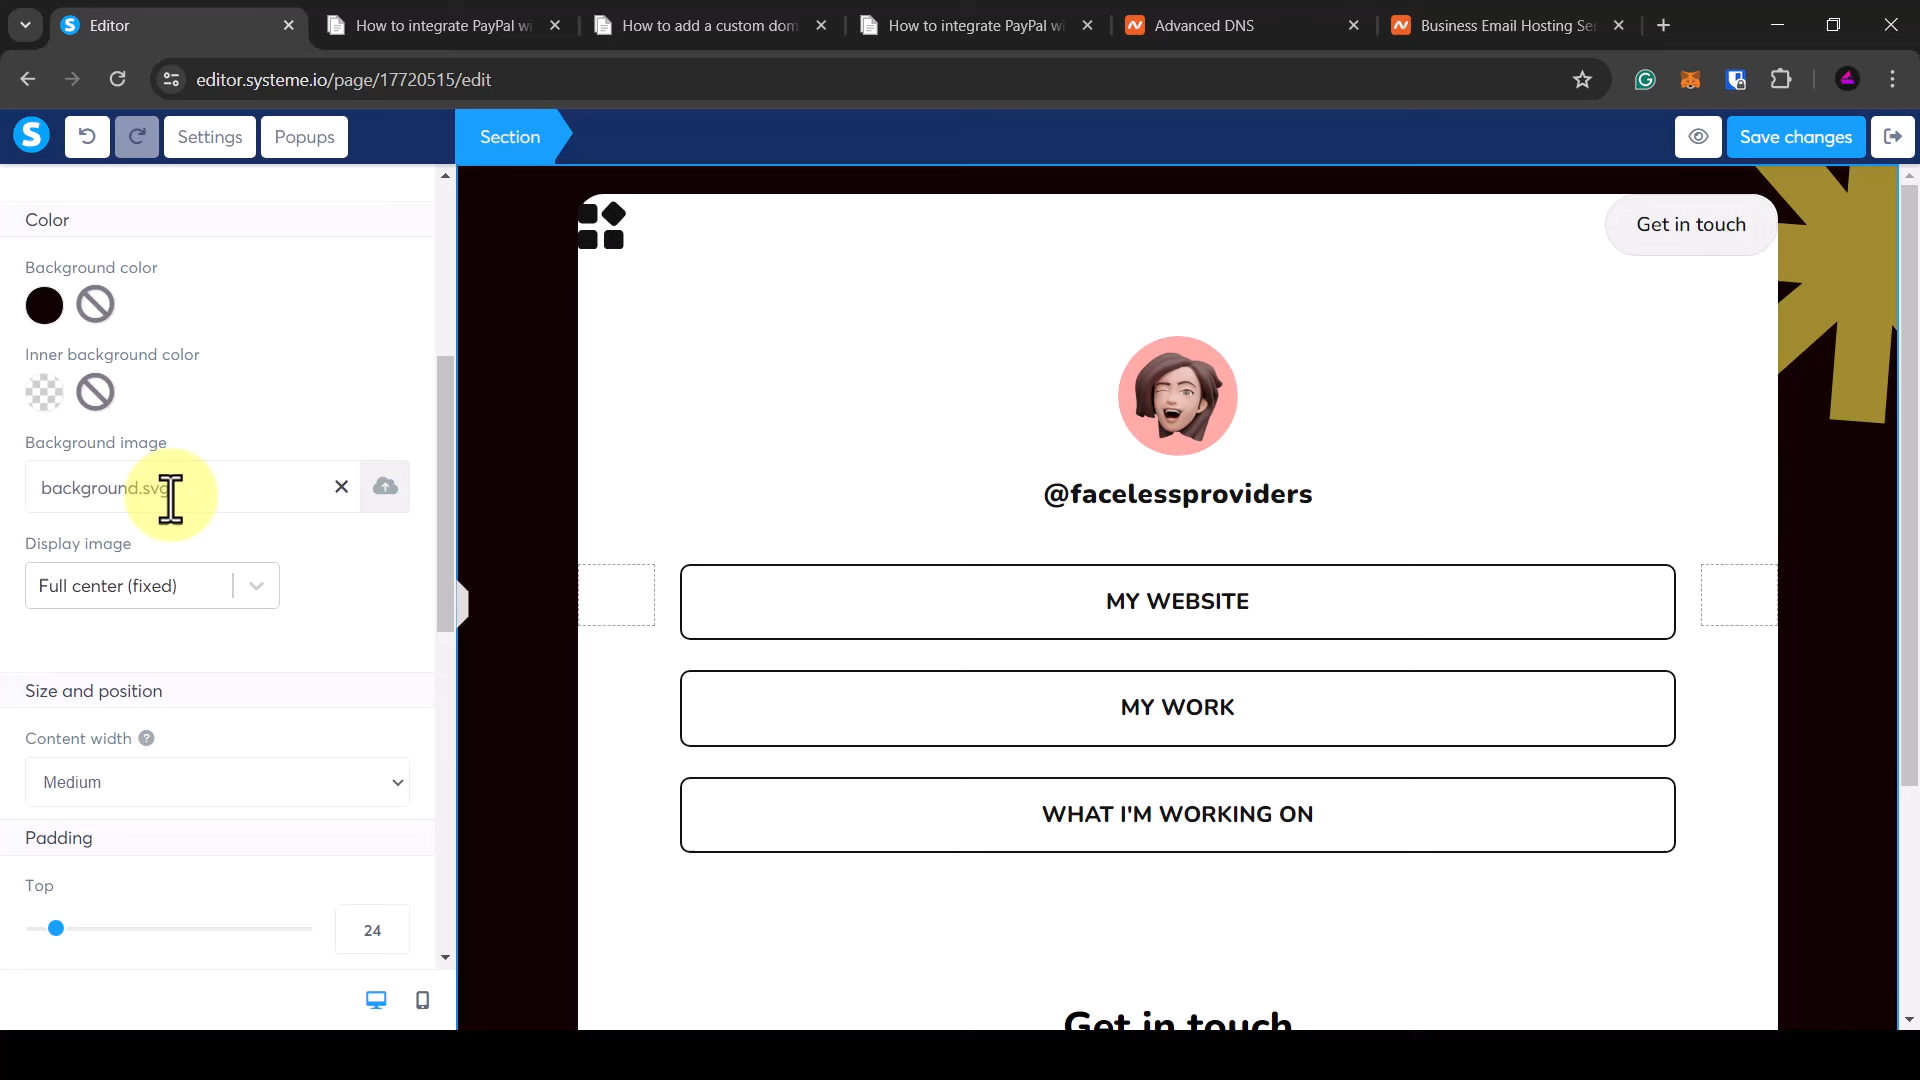 Editor
How to integrate PayPal wi
How to add a custom dom
How to integrate PayPal wi
Advanced DNS
Business Email Hosting Ser
editor.systeme.io/page/17720515/edit
S
Settings
Popups
Section
Save changes
Color
Background color
Inner background color
Background image
background.svg
Display image
Full center (fixed)
Size and position
Content width ?
Medium
Padding
Top
24
Get in touch
@facelessproviders
MY WEBSITE
MY WORK
WHAT I'M WORKING ON
Get in touch